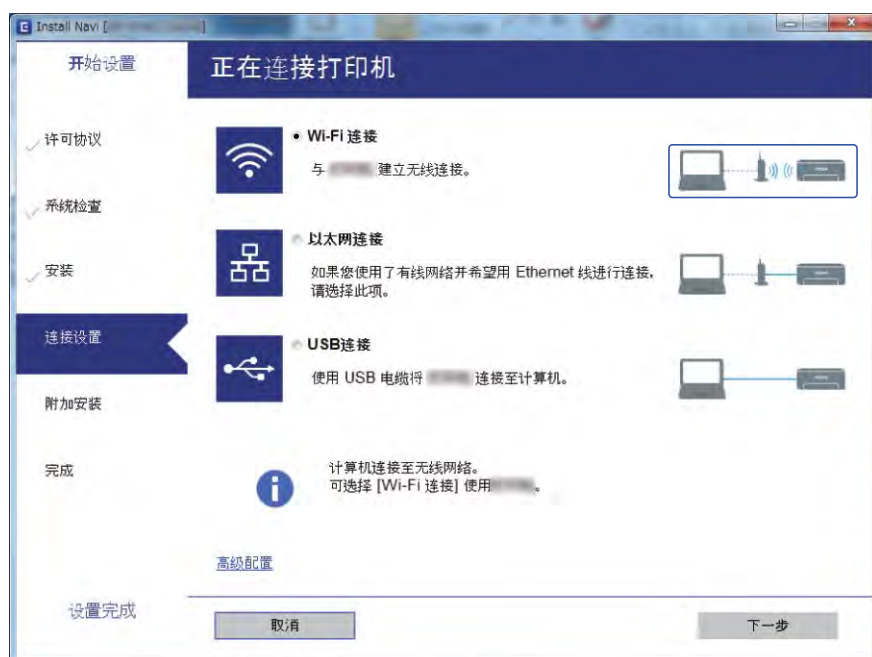 Install Navi [ ]
开始设置
正在连接打印机
许可协议
系统检查
安装
连接设置
附加安装
完成
设置完成
Wi-Fi 连接
与 建立无线连接。
以太网连接
如果您使用了有线网络并希望用 Ethernet 线进行连接，
请选择此项。
USB连接
使用 USB 电缆将 连接至计算机。
计算机连接至无线网络。
可选择 [Wi-Fi 连接] 使用 。
高级配置
取消
下一步